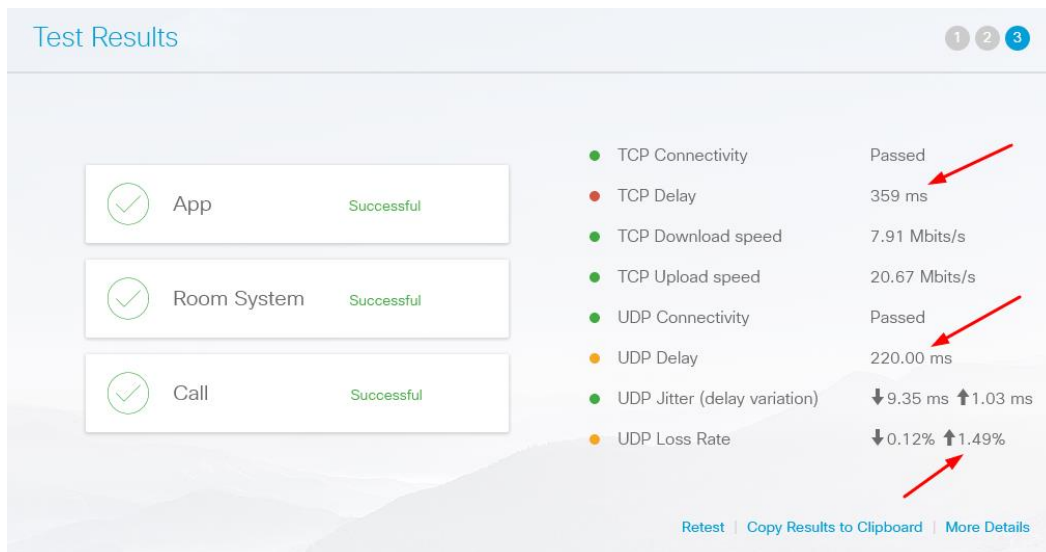 Test Results
1 2 3
App Successful
Room System Successful
Call Successful
TCP Connectivity Passed
TCP Delay 359 ms
TCP Download speed 7.91 Mbits/s
TCP Upload speed 20.67 Mbits/s
UDP Connectivity Passed
UDP Delay 220.00 ms
UDP Jitter (delay variation) 9.35 ms 1.03 ms
UDP Loss Rate 0.12% 1.49%
Retest | Copy Results to Clipboard | More Details